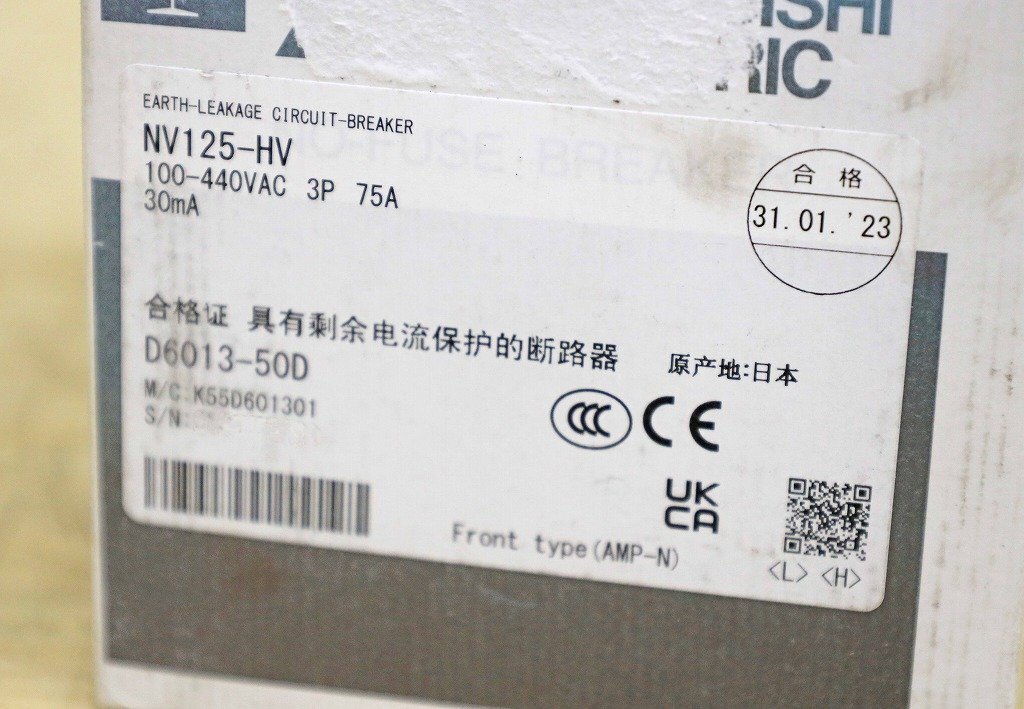 ISHI
RIC
EARTH-LEAKAGE CIRCUIT-BREAKER
NV125-HV
100-440VAC 3P 75A
30mA
合格
31.01.'23
合格证 具有剩余电流保护的断路器
原产地:日本
D6013-50D
M/C.K55D601301
S/N
CCC CE
UK
CA
Front type(AMP-N)
<L> <H>